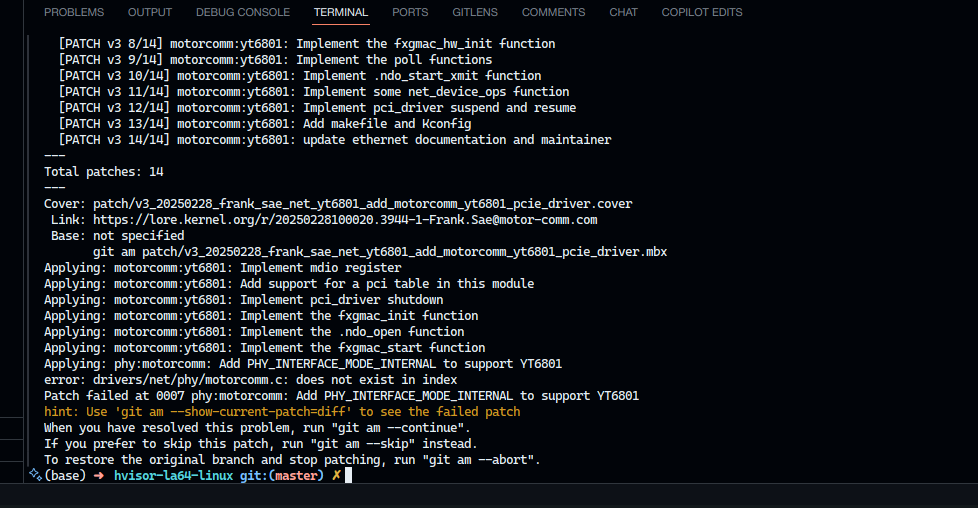 PROBLEMS OUTPUT DEBUG CONSOLE TERMINAL PORTS GITLENS COMMENTS CHAT COPILOT EDITS
[PATCH v3 8/14] motorcomm:yt6801: Implement the fxgmac_hw_init function
[PATCH v3 9/14] motorcomm:yt6801: Implement the poll functions
[PATCH v3 10/14] motorcomm:yt6801: Implement .ndo_start_xmit function
[PATCH v3 11/14] motorcomm:yt6801: Implement some net_device_ops function
[PATCH v3 12/14] motorcomm:yt6801: Implement pci_driver suspend and resume
[PATCH v3 13/14] motorcomm:yt6801: Add makefile and Kconfig
[PATCH v3 14/14] motorcomm:yt6801: update ethernet documentation and maintainer
---
Total patches: 14
---
Cover: patch/v3_20250228_frank_sae_net_yt6801_add_motorcomm_yt6801_pcie_driver.cover
Link: https://lore.kernel.org/r/20250228100020.3944-1-Frank.Sae@motor-comm.com
Base: not specified
git am patch/v3_20250228_frank_sae_net_yt6801_add_motorcomm_yt6801_pcie_driver.mbx
Applying: motorcomm:yt6801: Implement mdio register
Applying: motorcomm:yt6801: Add support for a pci table in this module
Applying: motorcomm:yt6801: Implement pci_driver shutdown
Applying: motorcomm:yt6801: Implement the fxgmac_init function
Applying: motorcomm:yt6801: Implement the .ndo_open function
Applying: motorcomm:yt6801: Implement the fxgmac_start function
Applying: phy:motorcomm: Add PHY_INTERFACE_MODE_INTERNAL to support YT6801
error: drivers/net/phy/motorcomm.c: does not exist in index
Patch failed at 0007 phy:motorcomm: Add PHY_INTERFACE_MODE_INTERNAL to support YT6801
hint: Use 'git am --show-current-patch=diff' to see the failed patch
When you have resolved this problem, run "git am --continue".
If you prefer to skip this patch, run "git am --skip" instead.
To restore the original branch and stop patching, run "git am --abort".
(base) ➜ hvisor-la64-linux git:(master) ✗